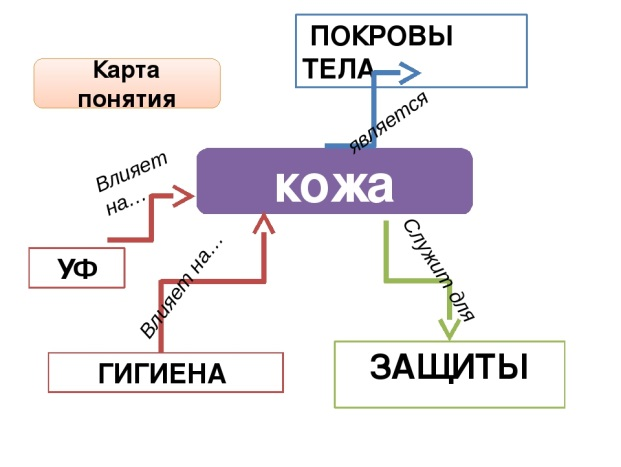 ПОКРОВЫ
ТЕЛА
Карта
понятия
является
кожа
Влияет
на…
УФ
Влияет на…
Служит для
ГИГИЕНА
ЗАЩИТЫ